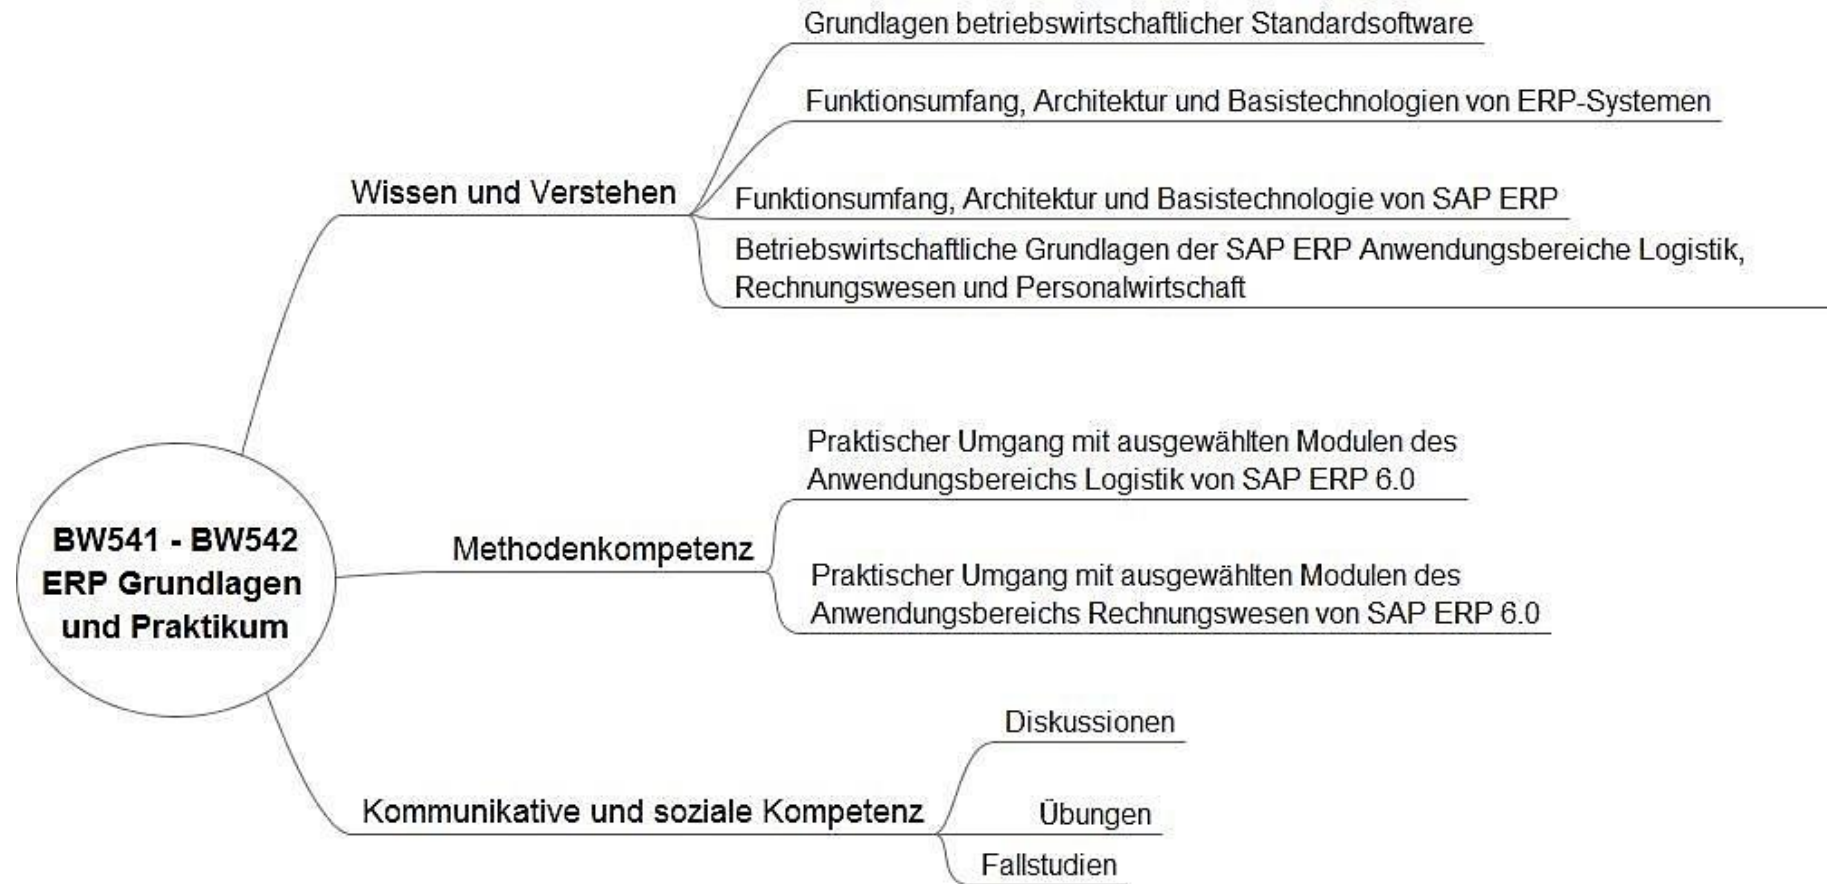 Grundlagen betriebswirtschaftlicher Standardsoftware
Funktionsumfang, Architektur und Basistechnologien von ERP-Systemen
Wissen und Verstehen
Funktionsumfang, Architektur und Basistechnologie von SAP ERP
Betriebswirtschaftliche Grundlagen der SAP ERP Anwendungsbereiche Logistik,
Rechnungswesen und Personalwirtschaft
BW541 - BW542
ERP Grundlagen
und Praktikum
Methodenkompetenz
Praktischer Umgang mit ausgewählten Modulen des
Anwendungsbereichs Logistik von SAP ERP 6.0
Praktischer Umgang mit ausgewählten Modulen des
Anwendungsbereichs Rechnungswesen von SAP ERP 6.0
Kommunikative und soziale Kompetenz
Diskussionen
Übungen
Fallstudien